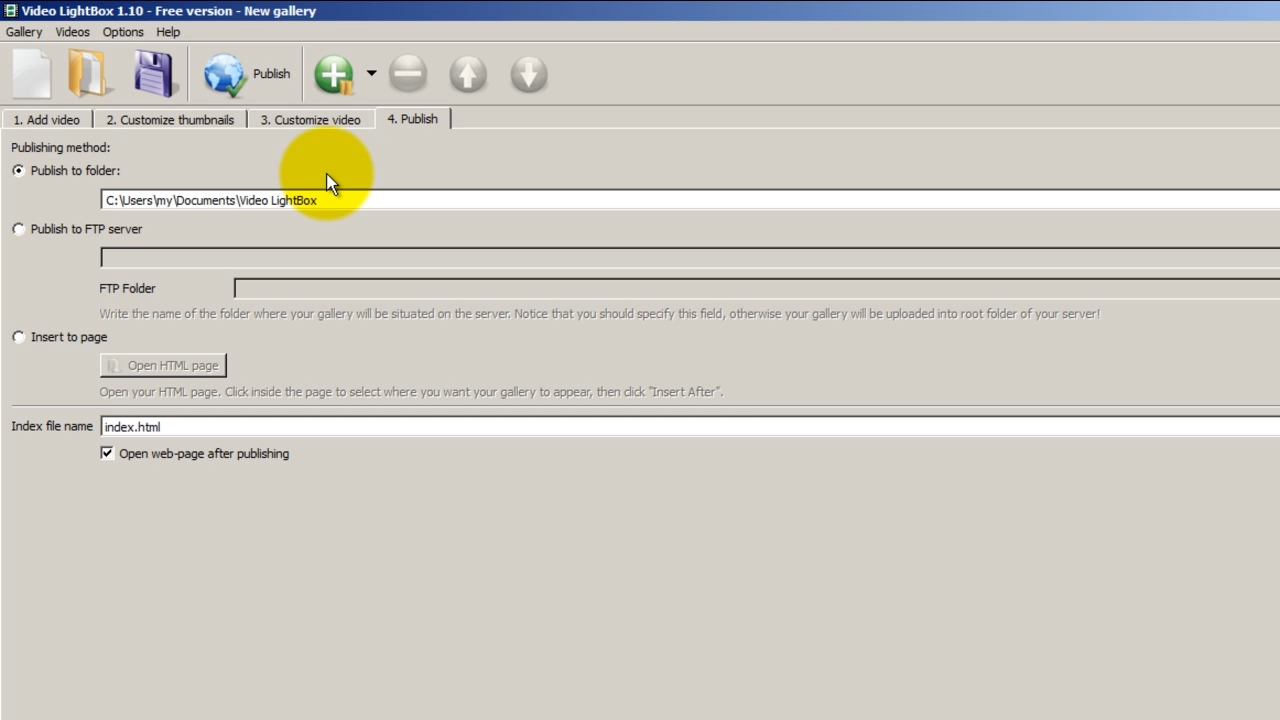 Video LightBox 1.10 - Free version - New gallery
Gallery Videos Options Help
Publish
1. Add video 2. Customize thumbnails 3. Customize video 4. Publish
Publishing method:
Publish to folder:
C:\Users\my\Documents\Video LightBox
Publish to FTP server
FTP Folder
Write the name of the folder where your gallery will be situated on the server. Notice that you should specify this field, otherwise your gallery will be uploaded into root folder of your server!
Insert to page
Open HTML page
Open your HTML page. Click inside the page to select where you want your gallery to appear, then click "Insert After".
Index file name index.html
Open web-page after publishing